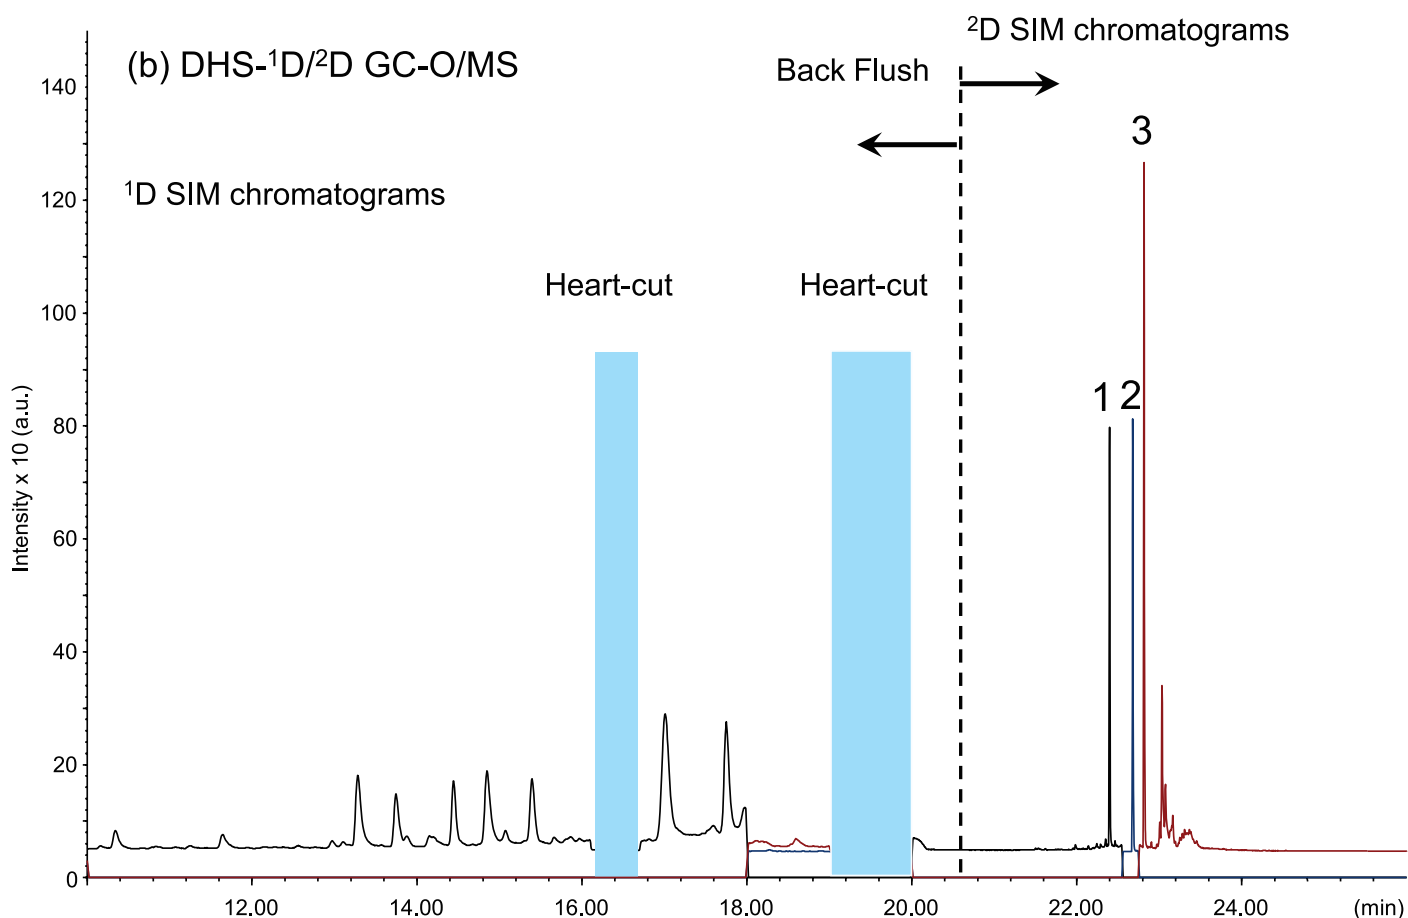 (b) DHS-¹D/²D GC-O/MS
²D SIM chromatograms
Back Flush
¹D SIM chromatograms
Heart-cut
Heart-cut
1
2
3
Intensity x 10 (a.u.)
140
120
100
80
60
40
20
0
12.00
14.00
16.00
18.00
20.00
22.00
24.00
(min)